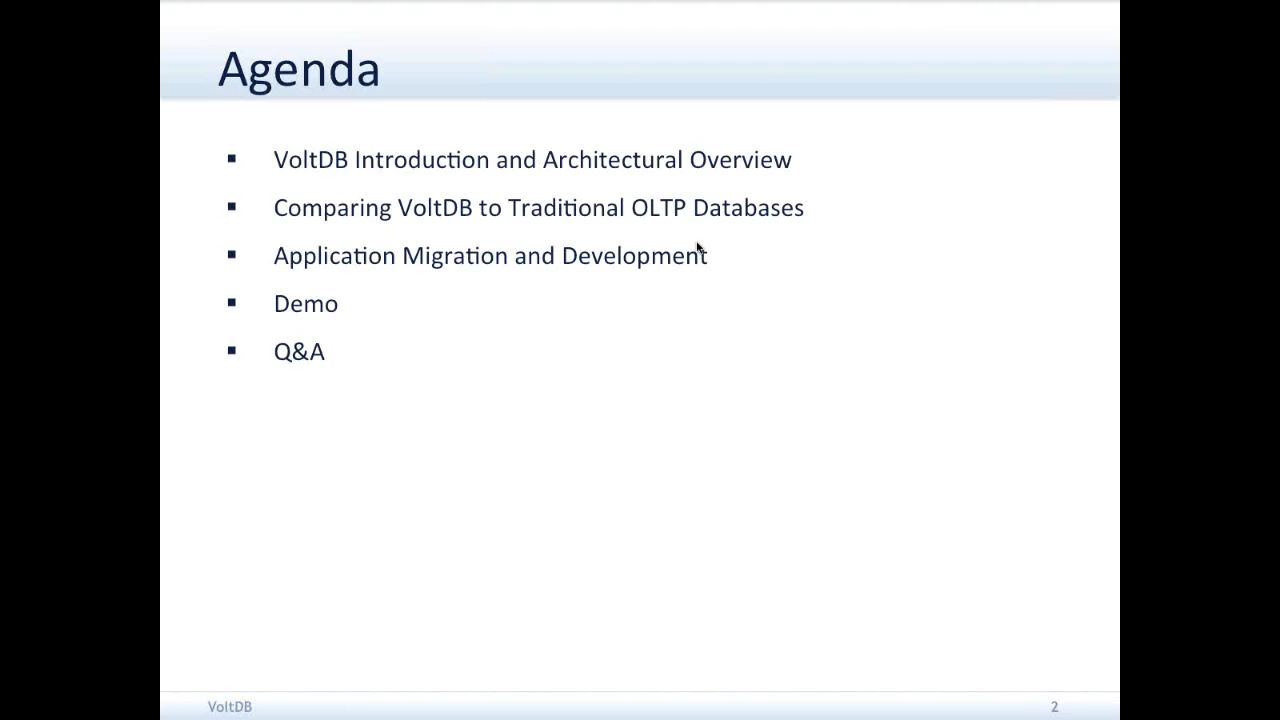 Agenda
VoltDB Introduction and Architectural Overview
Comparing VoltDB to Traditional OLTP Databases
Application Migration and Development
Demo
Q&A
VoltDB
2